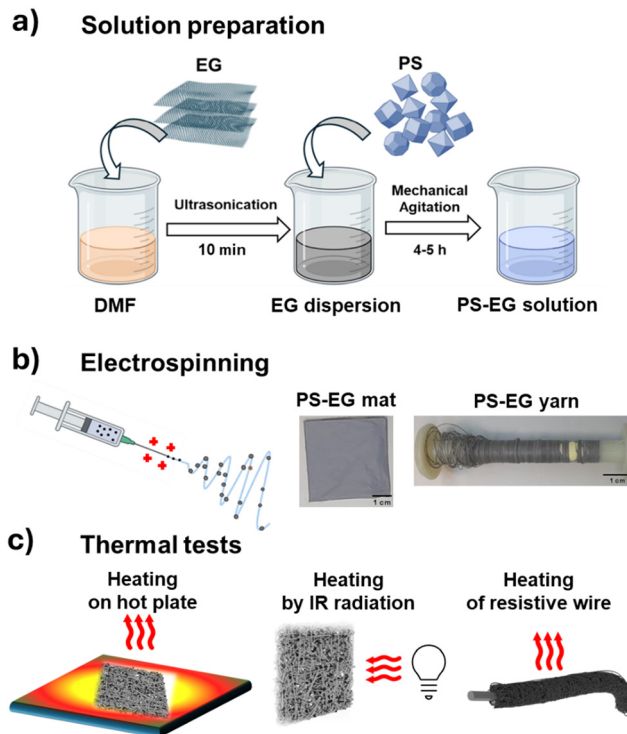 a) Solution preparation
EG
PS
Ultrasonication
10 min
Mechanical
Agitation
4-5 h
DMF
EG dispersion
PS-EG solution
b) Electrospinning
PS-EG mat
PS-EG yarn
1 cm
1 cm
c) Thermal tests
Heating
on hot plate
Heating
by IR radiation
Heating
of resistive wire